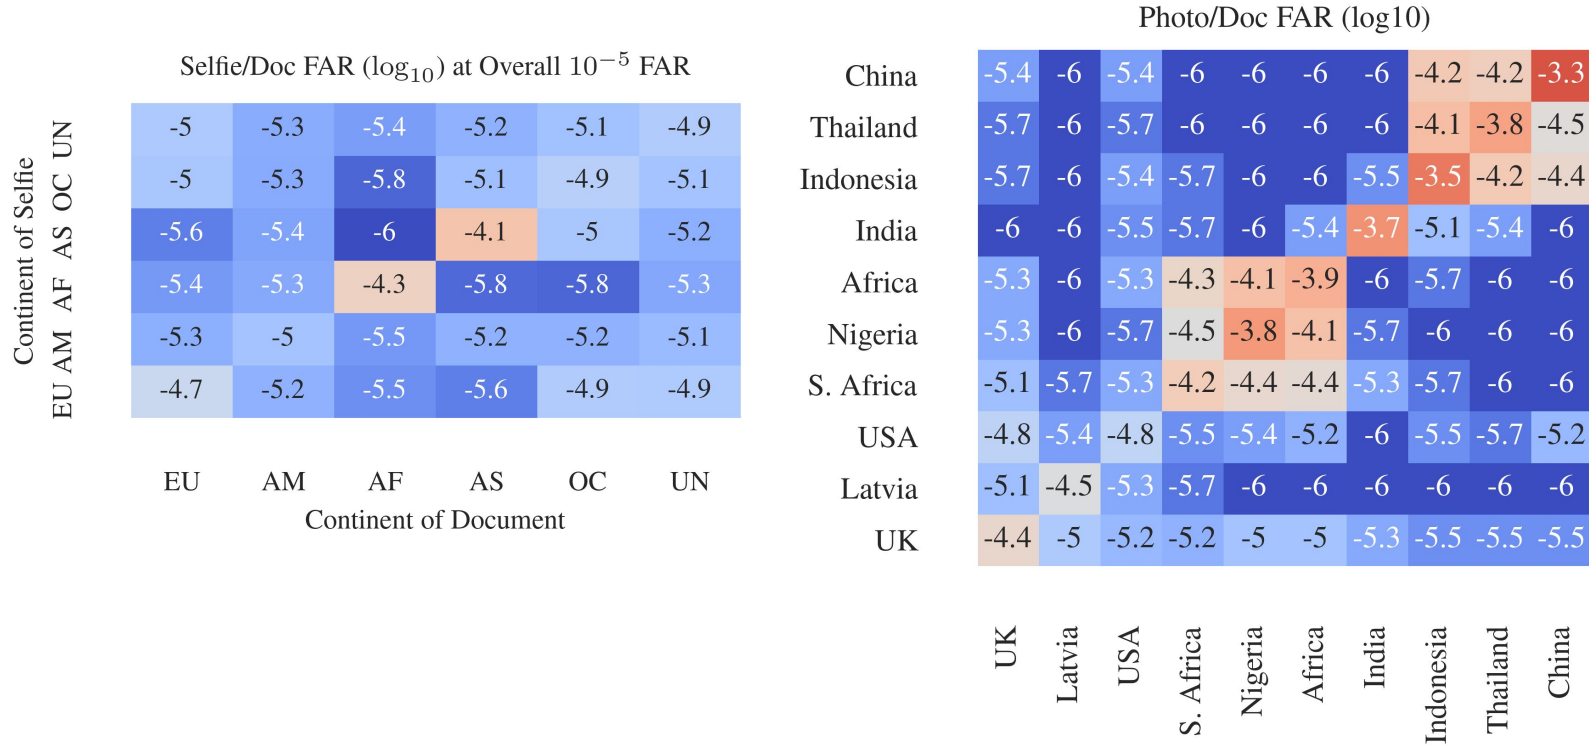 Selfie/Doc FAR (log₁₀) at Overall 10⁻⁵ FAR
Continent of Selfie
UN -5 -5.3 -5.4 -5.2 -5.1 -4.9
OC -5 -5.3 -5.8 -5.1 -4.9 -5.1
AS -5.6 -5.4 -6 -4.1 -5 -5.2
AF -5.4 -5.3 -4.3 -5.8 -5.8 -5.3
AM -5.3 -5 -5.5 -5.2 -5.2 -5.1
EU -4.7 -5.2 -5.5 -5.6 -4.9 -4.9
EU AM AF AS OC UN
Continent of Document
Photo/Doc FAR (log10)
China -5.4 -6 -5.4 -6 -6 -6 -6 -4.2 -4.2 -3.3
Thailand -5.7 -6 -5.7 -6 -6 -6 -6 -4.1 -3.8 -4.5
Indonesia -5.7 -6 -5.4 -5.7 -6 -6 -5.5 -3.5 -4.2 -4.4
India -6 -6 -5.5 -5.7 -6 -5.4 -3.7 -5.1 -5.4 -6
Africa -5.3 -6 -5.3 -4.3 -4.1 -3.9 -6 -5.7 -6 -6
Nigeria -5.3 -6 -5.7 -4.5 -3.8 -4.1 -5.7 -6 -6 -6
S. Africa -5.1 -5.7 -5.3 -4.2 -4.4 -4.4 -5.3 -5.7 -6 -6
USA -4.8 -5.4 -4.8 -5.5 -5.4 -5.2 -6 -5.5 -5.7 -5.2
Latvia -5.1 -4.5 -5.3 -5.7 -6 -6 -6 -6 -6 -6
UK -4.4 -5 -5.2 -5.2 -5 -5 -5.3 -5.5 -5.5 -5.5
UK Latvia USA S. Africa Nigeria Africa India Indonesia Thailand China